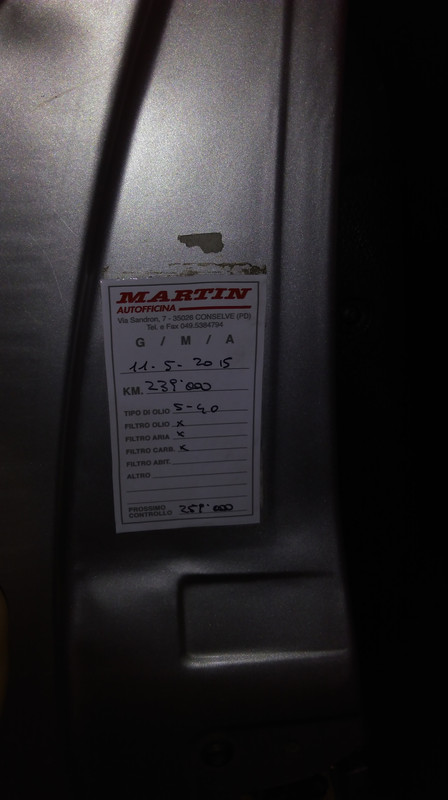 MARTIN
AUTOFFICINA
Via Sandron, 7 - 35026 CONSELVE (PD)
Tel. e Fax 049.5384794
G / M / A
11-5-2015
KM. 239'000
TIPO DI OLIO 5-40
FILTRO OLIO x
FILTRO ARIA x
FILTRO CARB. x
FILTRO ABIT.
ALTRO
PROSSIMO
CONTROLLO 259'000